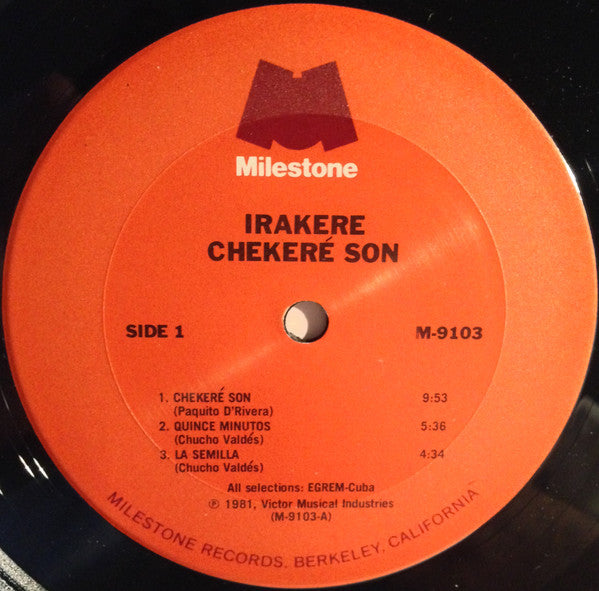 Milestone
IRAKERE
CHEKERÉ SON
SIDE 1
M-9103
1. CHEKERÉ SON 9:53
(Paquito D'Rivera)
2. QUINCE MINUTOS 5:36
(Chucho Valdés)
3. LA SEMILLA 4:34
(Chucho Valdés)
All selections: EGREM-Cuba
℗ 1981, Victor Musical Industries
(M-9103-A)
MILESTONE RECORDS, BERKELEY, CALIFORNIA